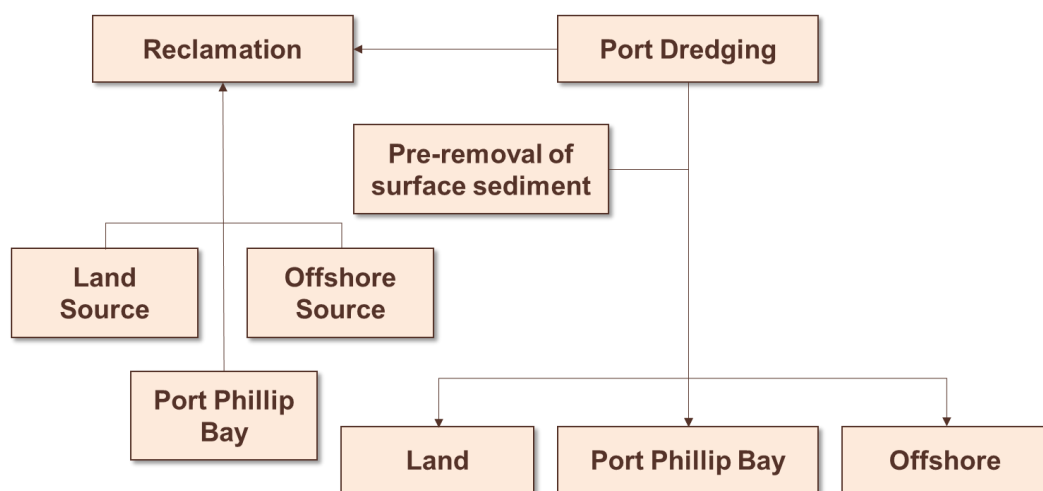 Reclamation
Port Dredging
Pre-removal of
surface sediment
Land
Source
Offshore
Source
Port Phillip
Bay
Land
Port Phillip Bay
Offshore